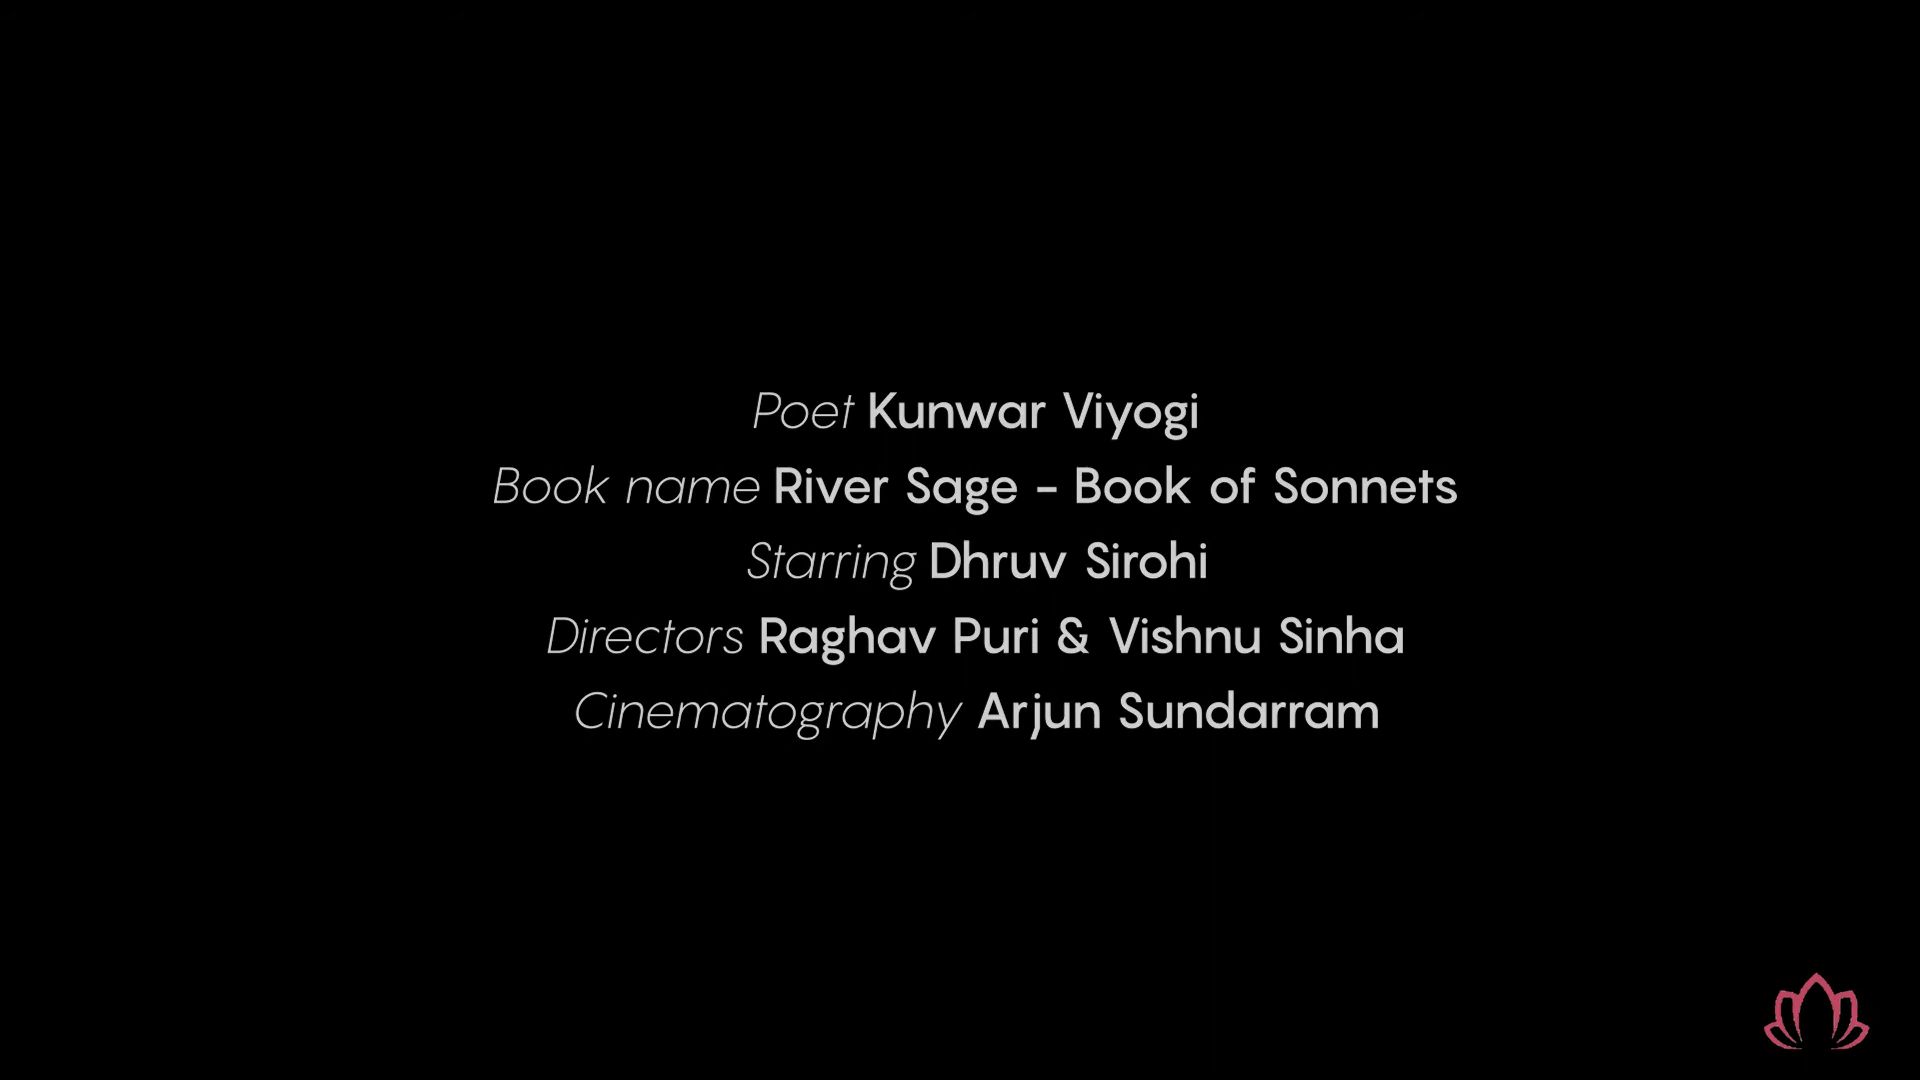 Poet Kunwar Viyogi
Book name River Sage - Book of Sonnets
Starring Dhruv Sirohi
Directors Raghav Puri & Vishnu Sinha
Cinematography Arjun Sundarram